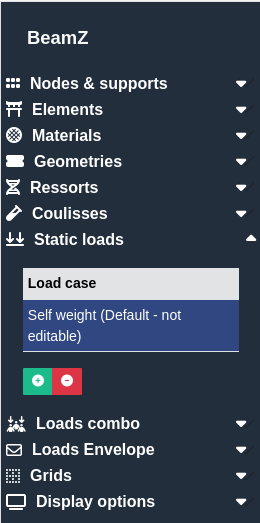 BeamZ
Nodes & supports
Elements
Materials
Geometries
Ressorts
Coulisses
Static loads
Load case
Self weight (Default - not
editable)
Loads combo
Loads Envelope
Grids
Display options